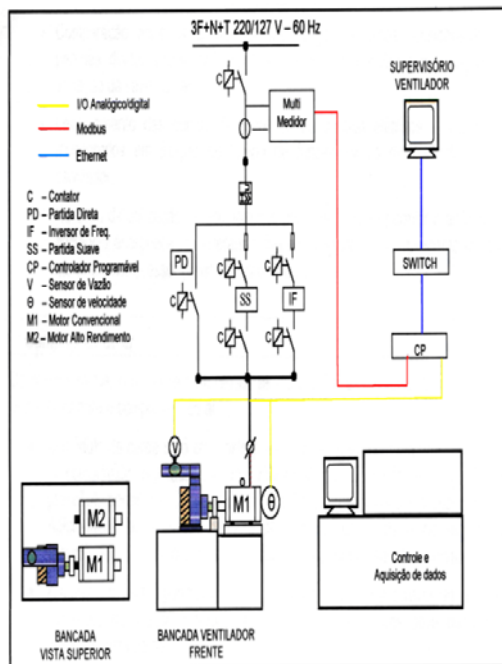 3F+N+T 220/127 V – 60 Hz
I/O Analógico/digital
Modbus
Ethernet
C – Contator
PD – Partida Direta
IF – Inversor de Freq.
SS – Partida Suave
CP – Controlador Programável
V – Sensor de Vazão
θ – Sensor de velocidade
M1 – Motor Convencional
M2 – Motor Alto Rendimento
C
Multi
Medidor
SUPERVISÓRIO
VENTILADOR
SWITCH
CP
PD
C
C
SS
C
C
IF
C
V
M1
θ
M2
M1
BANCADA
VISTA SUPERIOR
BANCADA VENTILADOR
FRENTE
Controle e
Aquisição de dados